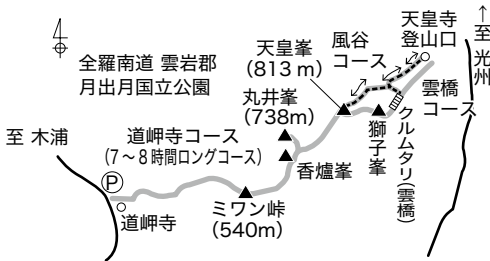 全羅南道 雲岩郡
月出月国立公園
至 木浦
道岬寺コース
(7〜8時間ロングコース)
P
道岬寺
ミワン峠
(540m)
香爐峯
丸井峯
(738m)
天皇峯
(813 m)
風谷
コース
天皇寺
登山口
↑至 光州
雲橋
コース
獅子峯
クルムタリ(雲橋)